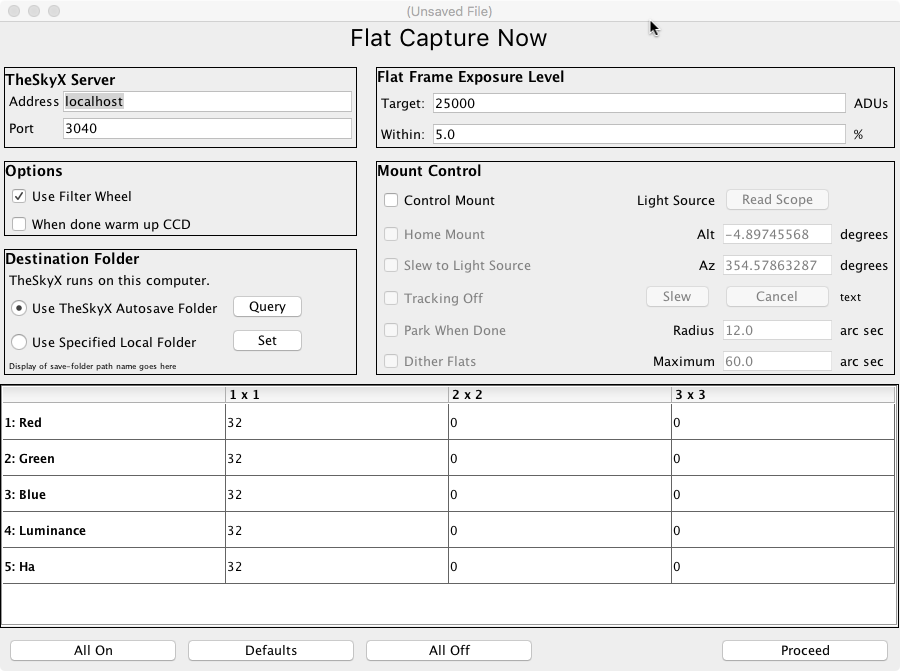 (Unsaved File)
Flat Capture Now
TheSkyX Server
Address localhost
Port 3040
Flat Frame Exposure Level
Target: 25000 ADUs
Within: 5.0 %
Options
Use Filter Wheel
When done warm up CCD
Destination Folder
TheSkyX runs on this computer.
Use TheSkyX Autosave Folder Query
Use Specified Local Folder Set
Display of save-folder path name goes here
Mount Control
Control Mount Light Source Read Scope
Home Mount Alt -4.89745568 degrees
Slew to Light Source Az 354.57863287 degrees
Tracking Off Slew Cancel text
Park When Done Radius 12.0 arc sec
Dither Flats Maximum 60.0 arc sec
1 x 1 2 x 2 3 x 3
1: Red 32 0 0
2: Green 32 0 0
3: Blue 32 0 0
4: Luminance 32 0 0
5: Ha 32 0 0
All On Defaults All Off Proceed